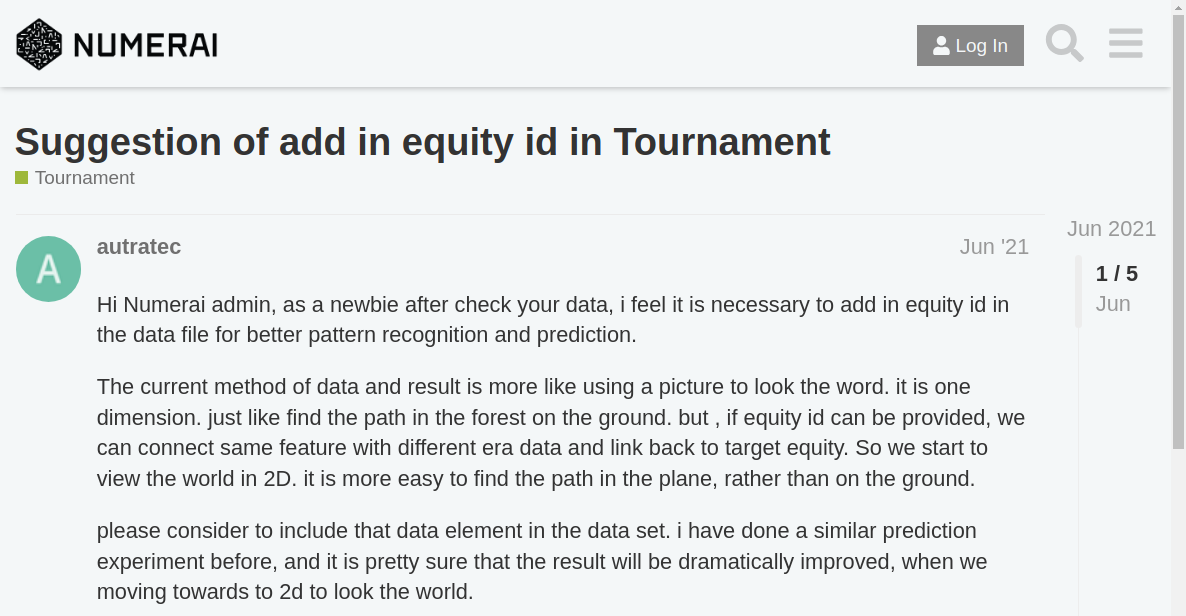 NUMERAI
Log In
Suggestion of add in equity id in Tournament
Tournament
autratec
Jun '21
Hi Numerai admin, as a newbie after check your data, i feel it is necessary to add in equity id in
the data file for better pattern recognition and prediction.
The current method of data and result is more like using a picture to look the word. it is one
dimension. just like find the path in the forest on the ground. but , if equity id can be provided, we
can connect same feature with different era data and link back to target equity. So we start to
view the world in 2D. it is more easy to find the path in the plane, rather than on the ground.
please consider to include that data element in the data set. i have done a similar prediction
experiment before, and it is pretty sure that the result will be dramatically improved, when we
moving towards to 2d to look the world.
Jun 2021
1 / 5
Jun
A